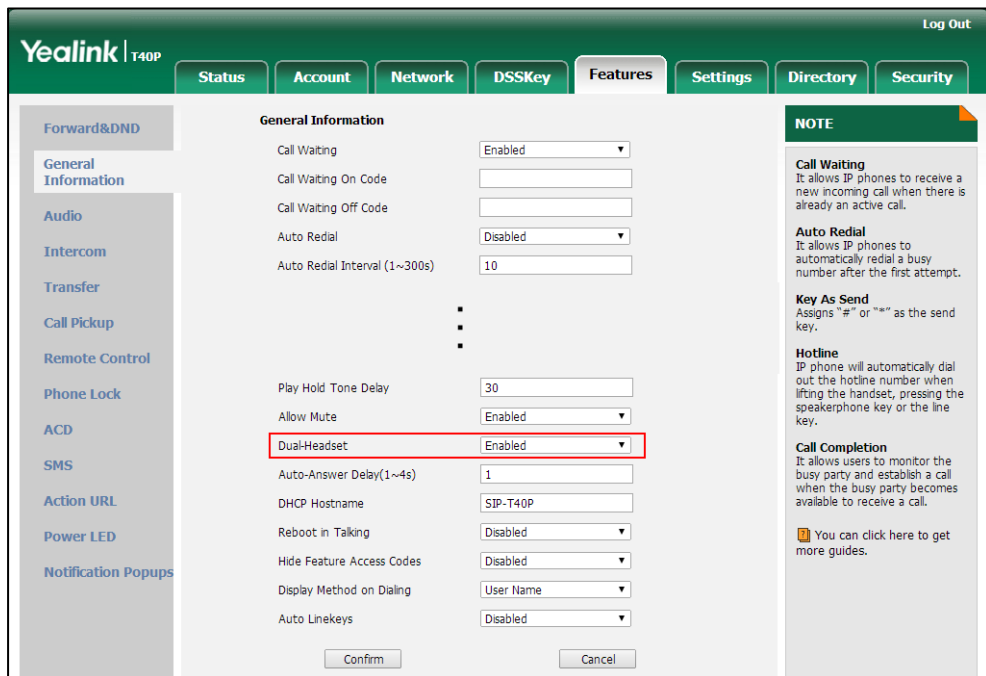 Log Out
Yealink T40P
Status Account Network DSSKey Features Settings Directory Security
Forward&DND
General
Information
Audio
Intercom
Transfer
Call Pickup
Remote Control
Phone Lock
ACD
SMS
Action URL
Power LED
Notification Popups
General Information
Call Waiting Enabled
Call Waiting On Code
Call Waiting Off Code
Auto Redial Disabled
Auto Redial Interval (1~300s) 10
Play Hold Tone Delay 30
Allow Mute Enabled
Dual-Headset Enabled
Auto-Answer Delay(1~4s) 1
DHCP Hostname SIP-T40P
Reboot in Talking Disabled
Hide Feature Access Codes Disabled
Display Method on Dialing User Name
Auto Linekeys Disabled
Confirm Cancel
NOTE
Call Waiting
It allows IP phones to receive a
new incoming call when there is
already an active call.
Auto Redial
It allows IP phones to
automatically redial a busy
number after the first attempt.
Key As Send
Assigns "#" or "*" as the send
key.
Hotline
IP phone will automatically dial
out the hotline number when
lifting the handset, pressing the
speakerphone key or the line
key.
Call Completion
It allows users to monitor the
busy party and establish a call
when the busy party becomes
available to receive a call.
You can click here to get
more guides.